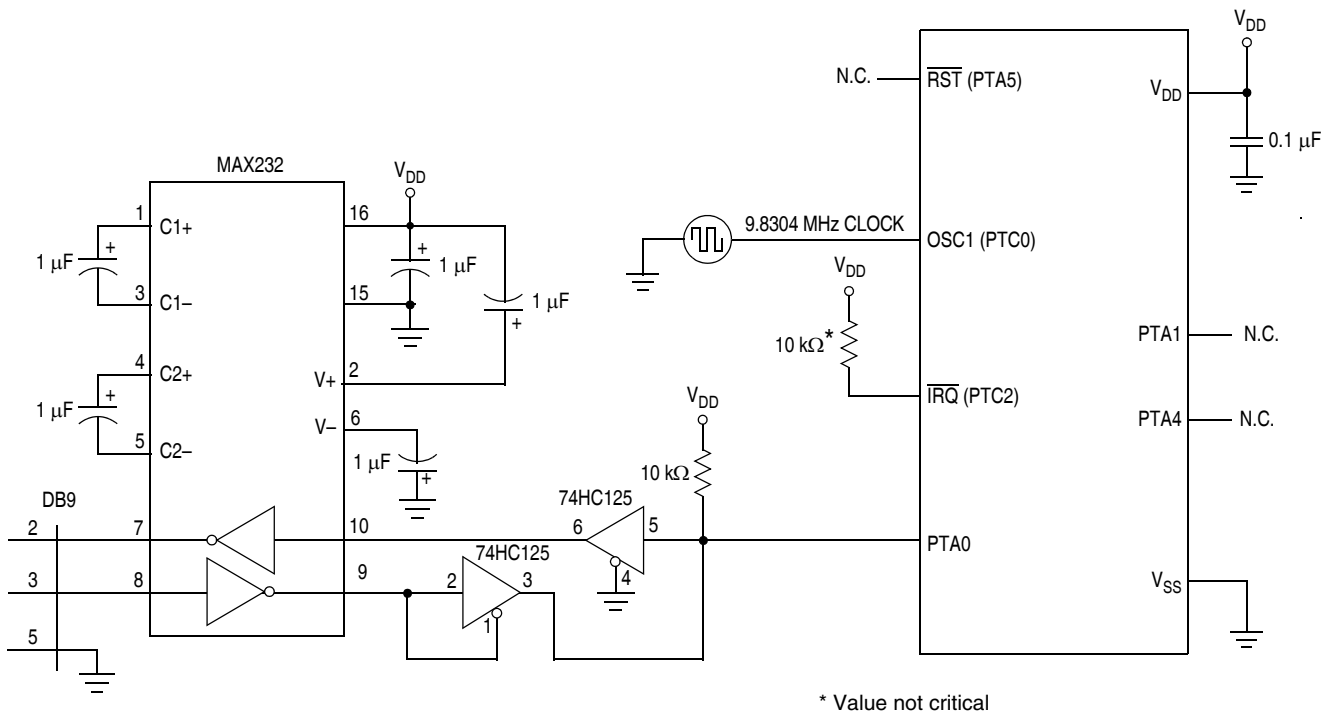 V_DD
N.C.
RST (PTA5)
V_DD
0.1 µF
MAX232
V_DD
1
C1+
16
+
1 µF
+
1 µF
3
C1–
15
1 µF
+
9.8304 MHz CLOCK
OSC1 (PTC0)
V_DD
10 kΩ*
PTA1
N.C.
4
C2+
V+
2
+
1 µF
IRQ (PTC2)
V_DD
PTA4
N.C.
6
V–
5
C2–
1 µF
+
10 kΩ
DB9
74HC125
2
7
10
6
5
4
PTA0
74HC125
3
8
9
2
3
1
V_SS
5
* Value not critical